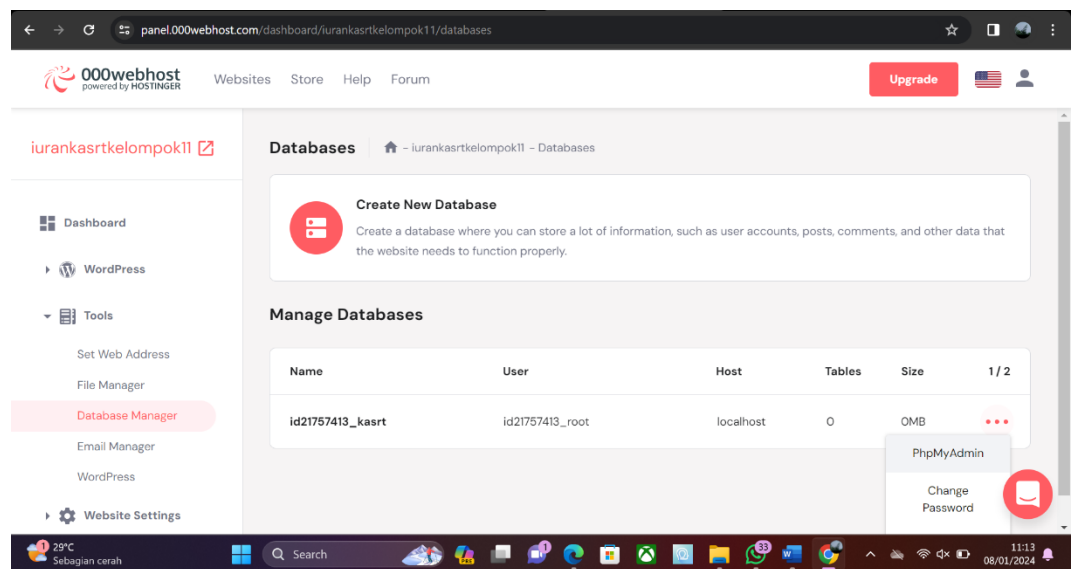 panel.000webhost.com/dashboard/iurankasrtkelompok11/databases
000webhost
powered by HOSTINGER
Websites Store Help Forum
Upgrade
iurankasrtkelompok11
Databases
- iurankasrtkelompok11 - Databases
Create New Database
Create a database where you can store a lot of information, such as user accounts, posts, comments, and other data that
the website needs to function properly.
Dashboard
WordPress
Tools
Set Web Address
File Manager
Database Manager
Email Manager
WordPress
Website Settings
Manage Databases
Name User Host Tables Size 1 / 2
id21757413_kasrt id21757413_root localhost 0 0MB
PhpMyAdmin
Change
Password
1
29°C
Sebagian cerah
Search
PRE
33
11:13
08/01/2024